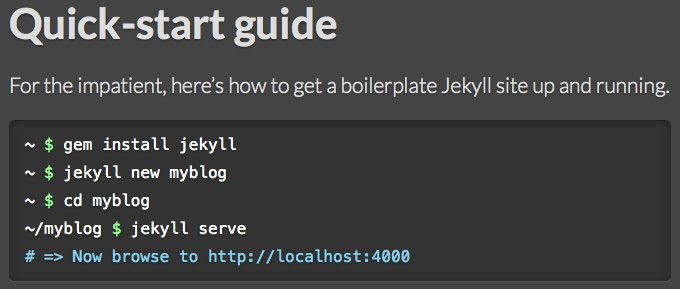 Quick-start guide
For the impatient, here's how to get a boilerplate Jekyll site up and running.
~ $ gem install jekyll
~ $ jekyll new myblog
~ $ cd myblog
~/myblog $ jekyll serve
# => Now browse to http://localhost:4000